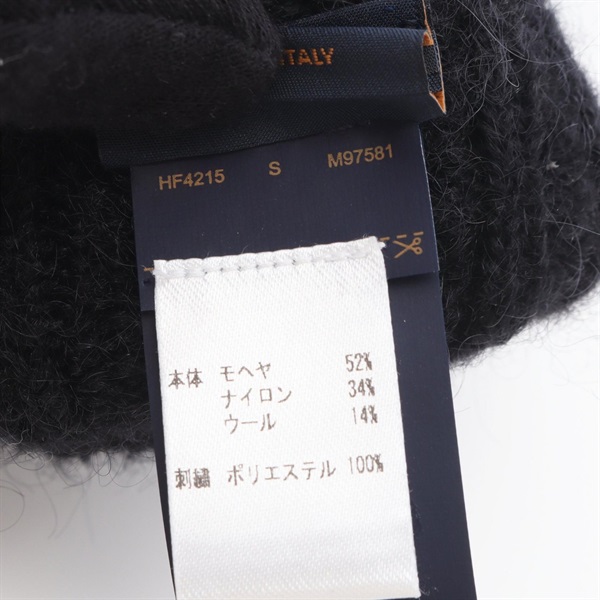 ITALY
HF4215 S M97581
本体 モヘヤ 52%
ナイロン 34%
ウール 14%
刺繍 ポリエステル 100%